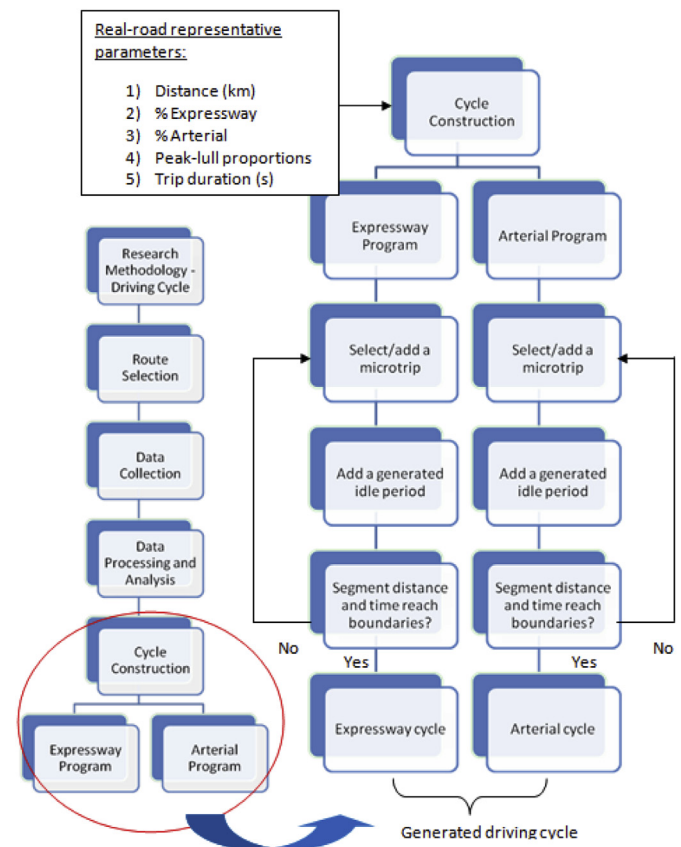 Real-road representative
parameters:
1) Distance (km)
2) % Expressway
3) % Arterial
4) Peak-lull proportions
5) Trip duration (s)
Cycle
Construction
Expressway
Program
Arterial Program
Select/add a
microtrip
Select/add a
microtrip
Add a generated
idle period
Add a generated
idle period
Segment distance
and time reach
boundaries?
Segment distance
and time reach
boundaries?
No
Yes
Yes
No
Expressway cycle
Arterial cycle
Generated driving cycle
Research
Methodology -
Driving Cycle
Route
Selection
Data
Collection
Data
Processing and
Analysis
Cycle
Construction
Expressway
Program
Arterial
Program